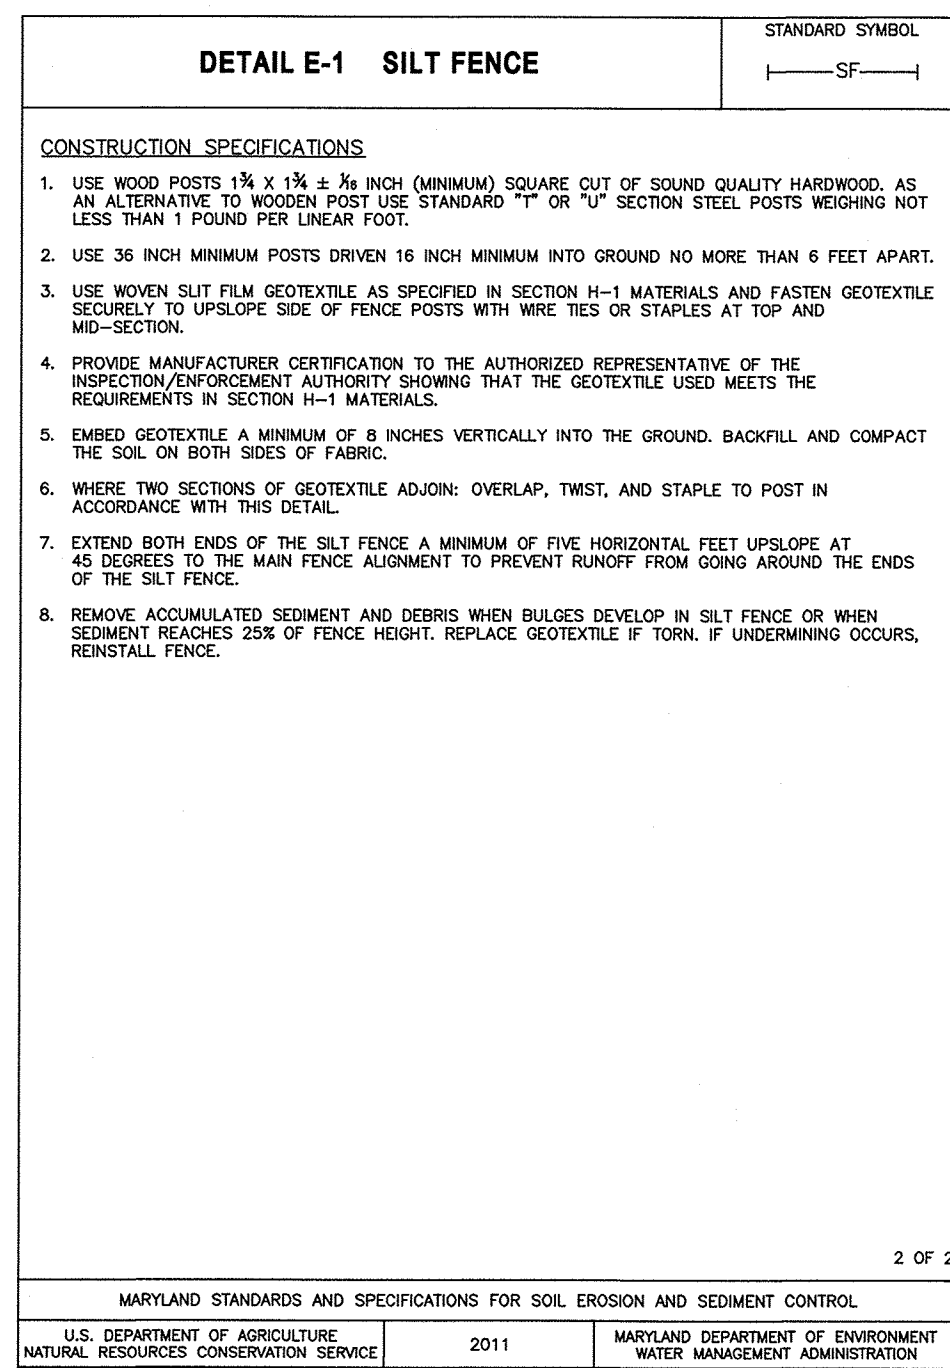 DETAIL E-1 SILT FENCE
STANDARD SYMBOL
SF
CONSTRUCTION SPECIFICATIONS
1. USE WOOD POSTS 1¾ X 1¾ ± 1/16 INCH (MINIMUM) SQUARE CUT OF SOUND QUALITY HARDWOOD. AS
AN ALTERNATIVE TO WOODEN POST USE STANDARD "T" OR "U" SECTION STEEL POSTS WEIGHING NOT
LESS THAN 1 POUND PER LINEAR FOOT.
2. USE 36 INCH MINIMUM POSTS DRIVEN 16 INCH MINIMUM INTO GROUND NO MORE THAN 6 FEET APART.
3. USE WOVEN SLIT FILM GEOTEXTILE AS SPECIFIED IN SECTION H-1 MATERIALS AND FASTEN GEOTEXTILE
SECURELY TO UPSLOPE SIDE OF FENCE POSTS WITH WIRE TIES OR STAPLES AT TOP AND
MID-SECTION.
4. PROVIDE MANUFACTURER CERTIFICATION TO THE AUTHORIZED REPRESENTATIVE OF THE
INSPECTION/ENFORCEMENT AUTHORITY SHOWING THAT THE GEOTEXTILE USED MEETS THE
REQUIREMENTS IN SECTION H-1 MATERIALS.
5. EMBED GEOTEXTILE A MINIMUM OF 8 INCHES VERTICALLY INTO THE GROUND. BACKFILL AND COMPACT
THE SOIL ON BOTH SIDES OF FABRIC.
6. WHERE TWO SECTIONS OF GEOTEXTILE ADJOIN: OVERLAP, TWIST, AND STAPLE TO POST IN
ACCORDANCE WITH THIS DETAIL.
7. EXTEND BOTH ENDS OF THE SILT FENCE A MINIMUM OF FIVE HORIZONTAL FEET UPSLOPE AT
45 DEGREES TO THE MAIN FENCE ALIGNMENT TO PREVENT RUNOFF FROM GOING AROUND THE ENDS
OF THE SILT FENCE.
8. REMOVE ACCUMULATED SEDIMENT AND DEBRIS WHEN BULGES DEVELOP IN SILT FENCE OR WHEN
SEDIMENT REACHES 25% OF FENCE HEIGHT. REPLACE GEOTEXTILE IF TORN. IF UNDERMINING OCCURS,
REINSTALL FENCE.
2 OF 2
MARYLAND STANDARDS AND SPECIFICATIONS FOR SOIL EROSION AND SEDIMENT CONTROL
U.S. DEPARTMENT OF AGRICULTURE
NATURAL RESOURCES CONSERVATION SERVICE
2011
MARYLAND DEPARTMENT OF ENVIRONMENT
WATER MANAGEMENT ADMINISTRATION